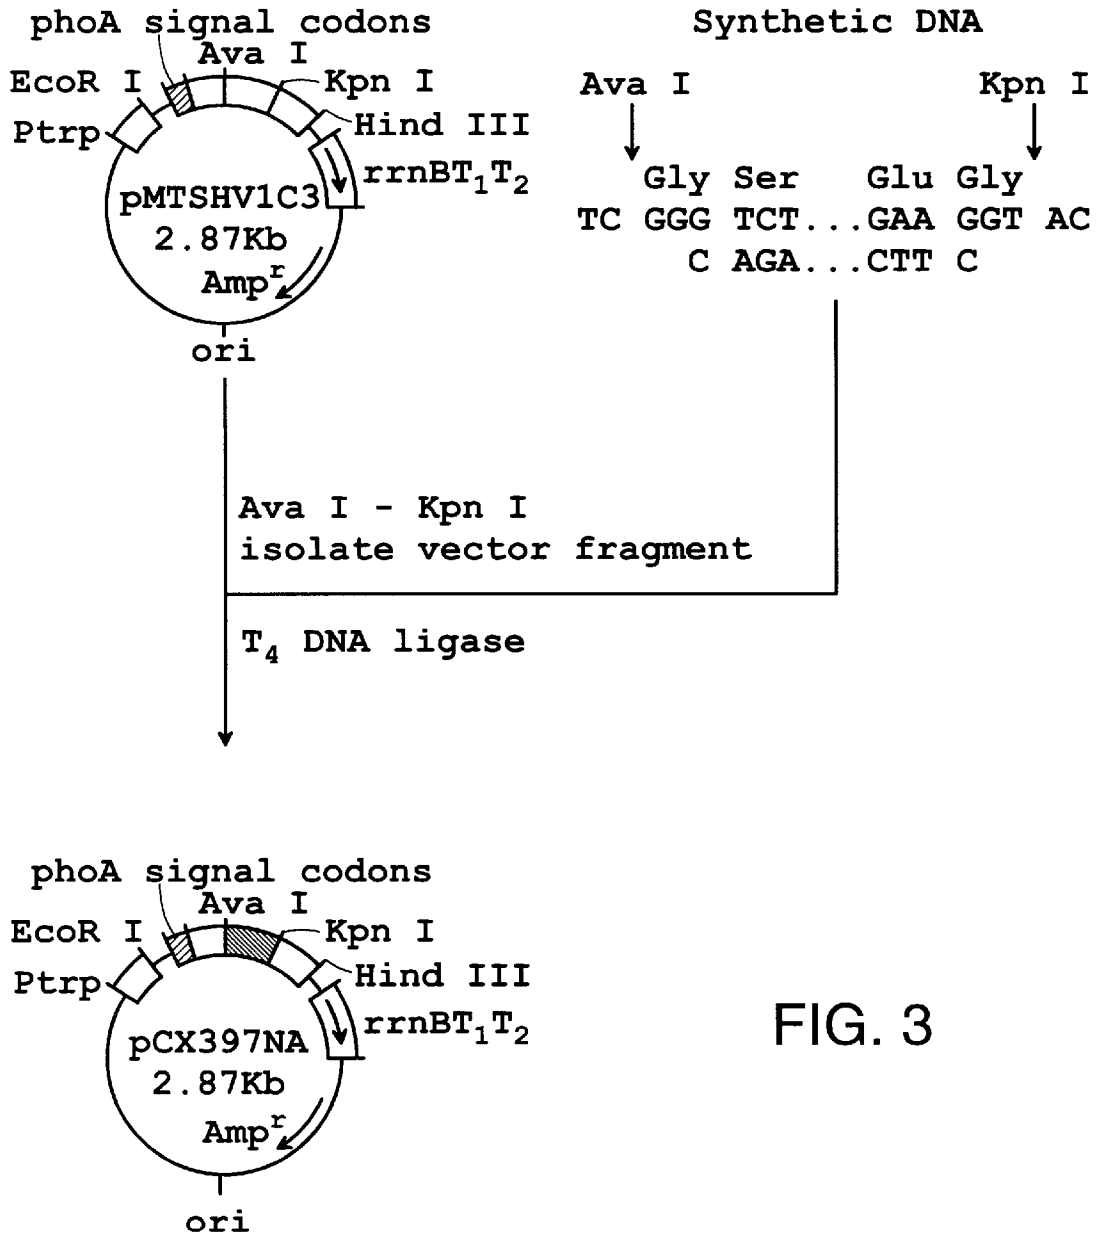 phoA signal codons
Ava I
EcoR I
Kpn I
Ptrp
Hind III
rrnBT₁T₂
pMTSHV1C3
2.87Kb
Ampʳ
ori
Synthetic DNA
Ava I
Kpn I
Gly Ser Glu Gly
TC GGG TCT...GAA GGT AC
C AGA...CTT C
Ava I - Kpn I
isolate vector fragment
T₄ DNA ligase
phoA signal codons
Ava I
EcoR I
Kpn I
Ptrp
Hind III
rrnBT₁T₂
pCX397NA
2.87Kb
Ampʳ
ori
FIG. 3